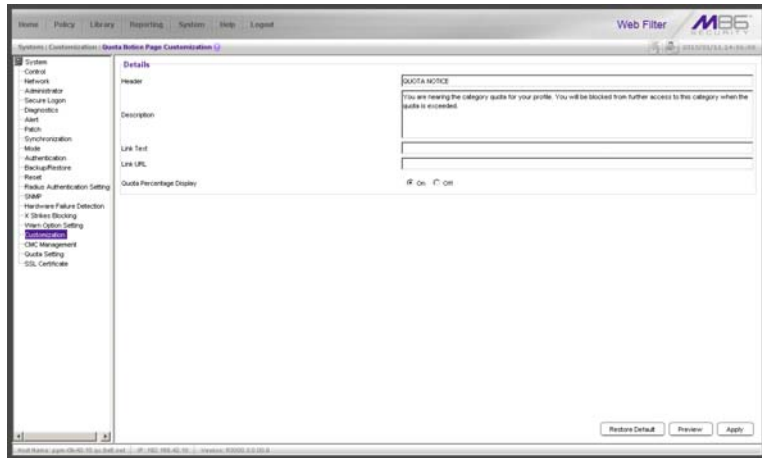 Home Policy Library Reporting System Help Logout
Web Filter
M86 SECURITY
System | Customization | Quota Notice Page Customization
System
Control
Network
Administrator
Secure Logon
Diagnostics
Alert
Patch
Synchronization
Mode
Authentication
Backup/Restore
Reset
Radius Authentication Setting
SNMP
Hardware Failure Detection
X Strikes Blocking
Warn Option Setting
Customization
CMC Management
Quota Setting
SSL Certificate
Details
Header
QUOTA NOTICE
Description
You are nearing the category quota for your profile. You will be blocked from further access to this category when the
quota is exceeded.
Link Text
Link URL
Quota Percentage Display
On Off
Restore Default Preview Apply
Host Name: